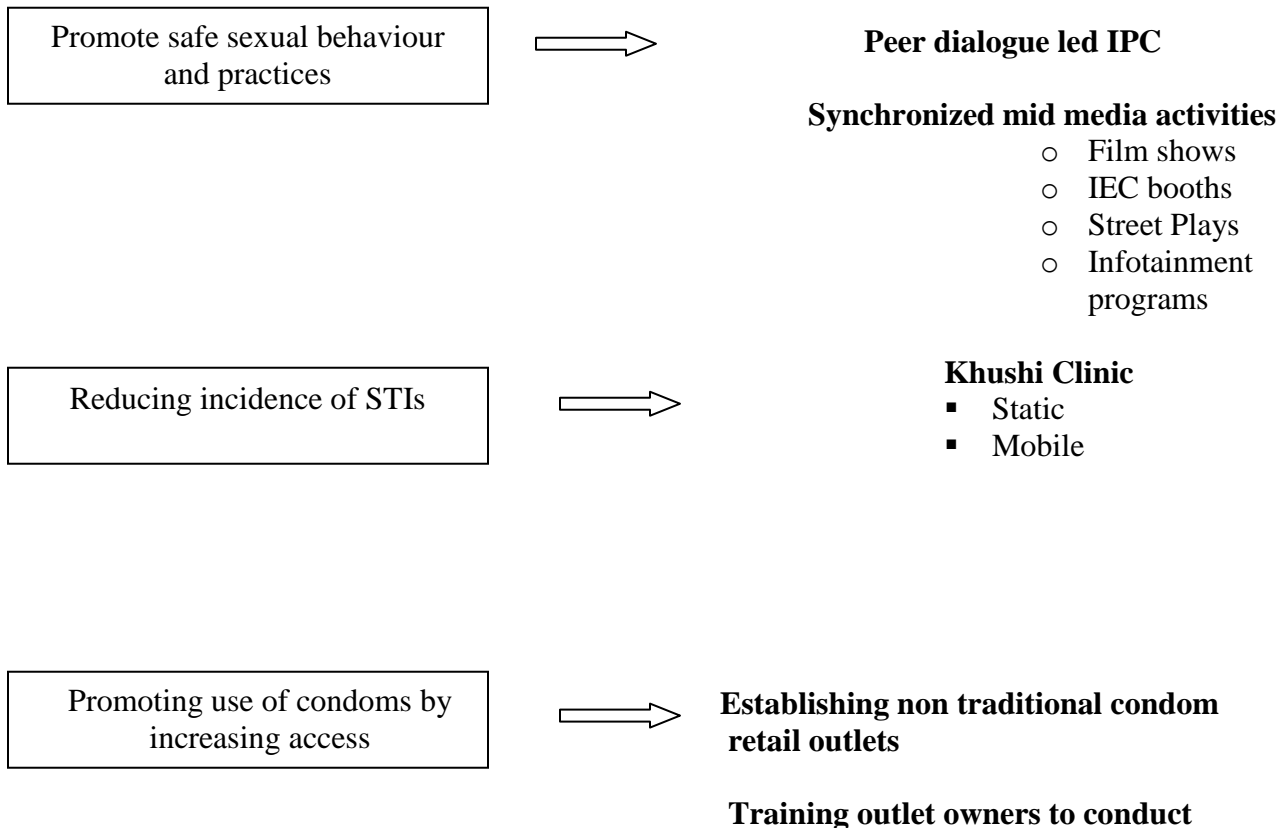 Promote safe sexual behaviour
and practices
Peer dialogue led IPC
Synchronized mid media activities
o Film shows
o IEC booths
o Street Plays
o Infotainment
programs
Reducing incidence of STIs
Khushi Clinic
▪ Static
▪ Mobile
Promoting use of condoms by
increasing access
Establishing non traditional condom
retail outlets
Training outlet owners to conduct